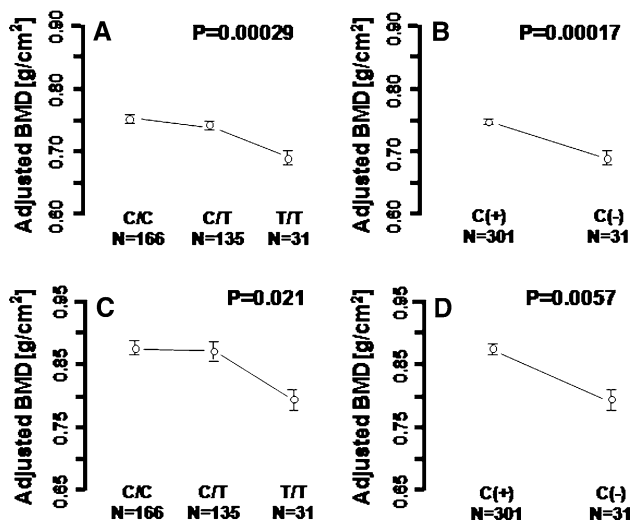 A
P=0.00029
Adjusted BMD [g/cm²]
0.90
0.80
0.70
0.60
C/C
C/T
T/T
N=166
N=135
N=31
B
P=0.00017
Adjusted BMD [g/cm²]
0.90
0.80
0.70
0.60
C(+)
C(-)
N=301
N=31
C
P=0.021
Adjusted BMD [g/cm²]
0.95
0.85
0.75
0.65
C/C
C/T
T/T
N=166
N=135
N=31
D
P=0.0057
Adjusted BMD [g/cm²]
0.95
0.85
0.75
0.65
C(+)
C(-)
N=301
N=31